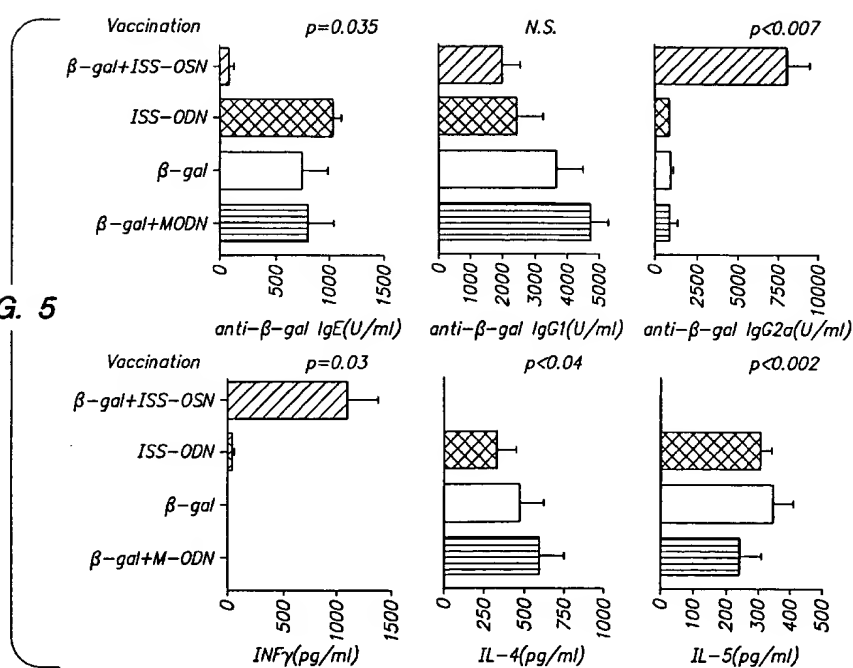 Vaccination p=0.035 N.S. p<0.007
β-gal+ISS-OSN
ISS-ODN
β-gal
β-gal+MODN
0 500 1000 1500
0 1000 2000 3000 4000 5000
0 2500 5000 7500 10000
anti-β-gal IgE(U/ml) anti-β-gal IgG1(U/ml) anti-β-gal IgG2a(U/ml)
G. 5
Vaccination p=0.03 p<0.04 p<0.002
β-gal+ISS-OSN
ISS-ODN
β-gal
β-gal+M-ODN
0 500 1000 1500
0 250 500 750 1000
0 100 200 300 400 500
INFγ(pg/ml) IL-4(pg/ml) IL-5(pg/ml)